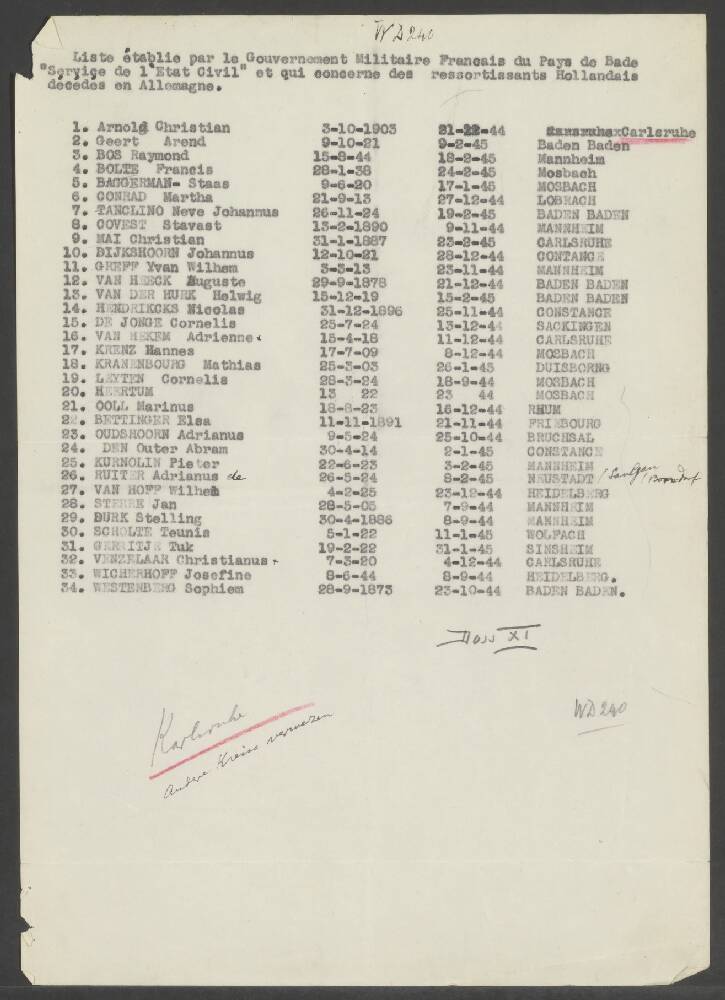 WD240
Liste établie par le Gouvernement Militaire Francais du Pays de Bade
"Service de l'Etat Civil" et qui concerne des ressortissants Hollandais
decedes en Allemagne.
1. Arnold Christian 3-10-1903 21-12-44 Carlsruhe
2. Geert Arend 9-10-21 9-2-45 Baden Baden
3. BOS Raymond 15-8-44 18-2-45 Mannheim
4. BOLTE Francis 28-1-38 24-2-45 Mosbach
5. BAGGERMAN- Staas 9-6-20 17-1-45 MOSBACH
6. CONRAD Martha 21-9-13 27-12-44 LORRACH
7. TANCLINO Neve Johannus 26-11-24 19-2-45 BADEN BADEN
8. COVEST Stavast 13-2-1890 9-11-44 MANNHEIM
9. MAI Christian 31-1-1887 23-2-45 CARLSRUHE
10. DIJKSHOORN Johannus 12-10-21 28-12-44 CONTANCE
11. GREFF Yvan Wilhem 3-3-13 23-11-44 MANNHEIM
12. VAN HEECK Auguste 29-9-1878 21-12-44 BADEN BADEN
13. VAN DER HURK Helwig 15-12-19 15-2-45 BADEN BADEN
14. HENDRIKCKS Nicolas 31-12-1896 25-11-44 CONSTANCE
15. DE JONGE Cornelis 25-7-24 13-12-44 SACKINGEN
16. VAN HEKEM Adrienne. 15-4-18 11-12-44 CARLSRUHE
17. KRENZ Hannes 17-7-09 8-12-44 MOSBACH
18. KRANENBOURG Mathias 25-3-03 26-1-45 DUISBORNG
19. LEYTEN Cornelis 28-3-24 18-9-44 MOSBACH
20. HEERTUM 13 22 23 44 MOSBACH
21. OOLL Marinus 18-8-23 16-12-44 RHUM
22. BETTINGER Elsa 11-11-1891 21-11-44 FRIEBOURG
23. OUDSHOORN Adrianus 9-5-24 25-10-44 BRUCHSAL
24. DEN Outer Abram 30-4-14 2-1-45 CONSTANCE
25. KURNOLIN Pieter 22-6-23 3-2-45 MANNHEIM
26. RUITER Adrianus de 26-5-24 8-2-45 NEUSTADT
27. VAN HOFF Wilhem 4-2-25 23-12-44 HEIDELBERG
28. STEREK Jan 28-5-05 7-9-44 MANNHEIM
29. BURK Stelling 30-4-1886 8-9-44 MANNHEIM
30. SCHOLTE Teunis 5-1-22 11-1-45 WOLFACH
31. GERRITJE Tuk 19-2-22 31-1-45 SINSHEIM
32. VENZELAAR Christianus. 7-3-20 4-12-44 CARLSRUHE
33. WICHERHOFF Josefine 8-6-44 8-9-44 HEIDELBERG.
34. WESTENBERG Sophiem 28-9-1873 23-10-44 BADEN BADEN.
Doss XI
WD240
Karlsruhe
andere Kreise verweisen